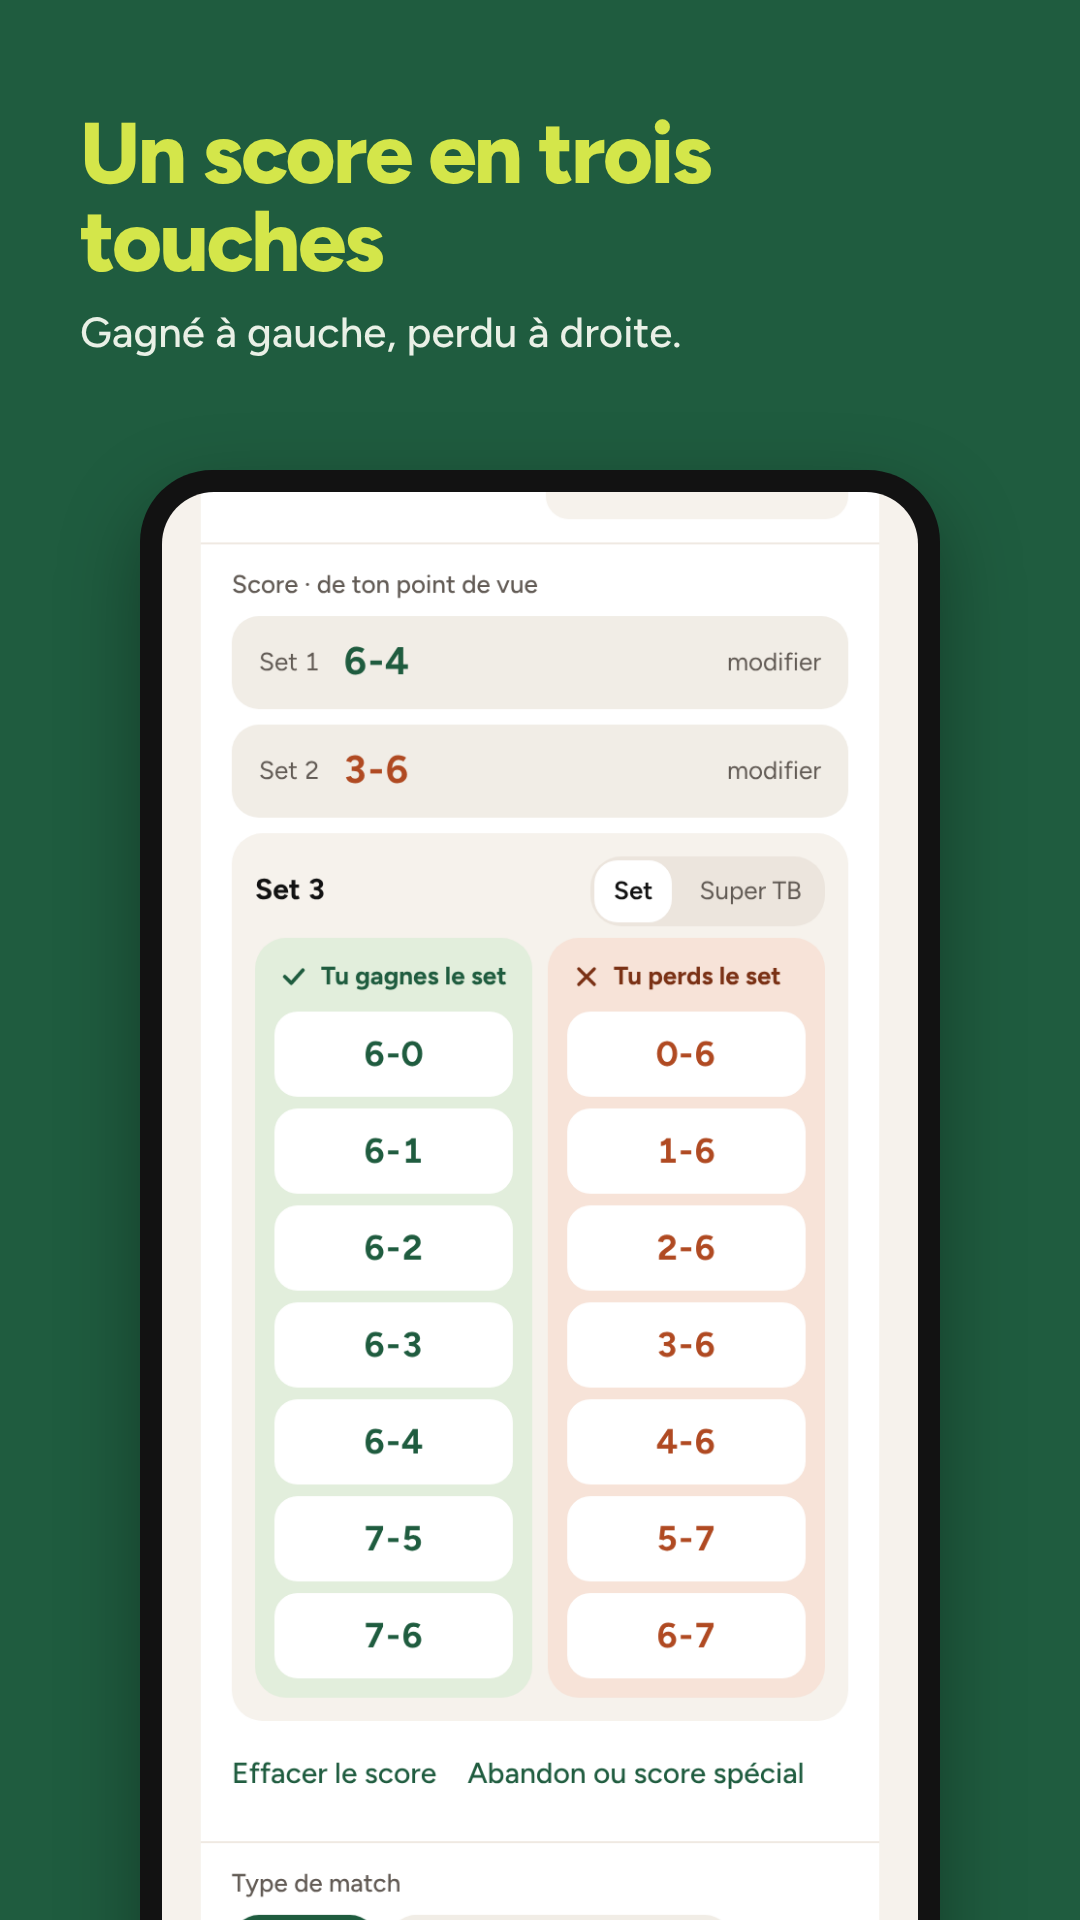 Un score en trois
touches
Gagné à gauche, perdu à droite.
Score · de ton point de vue
Set 1 6-4 modifier
Set 2 3-6 modifier
Set 3 Set Super TB
Tu gagnes le set Tu perds le set
6-0 0-6
6-1 1-6
6-2 2-6
6-3 3-6
6-4 4-6
7-5 5-7
7-6 6-7
Effacer le score Abandon ou score spécial
Type de match